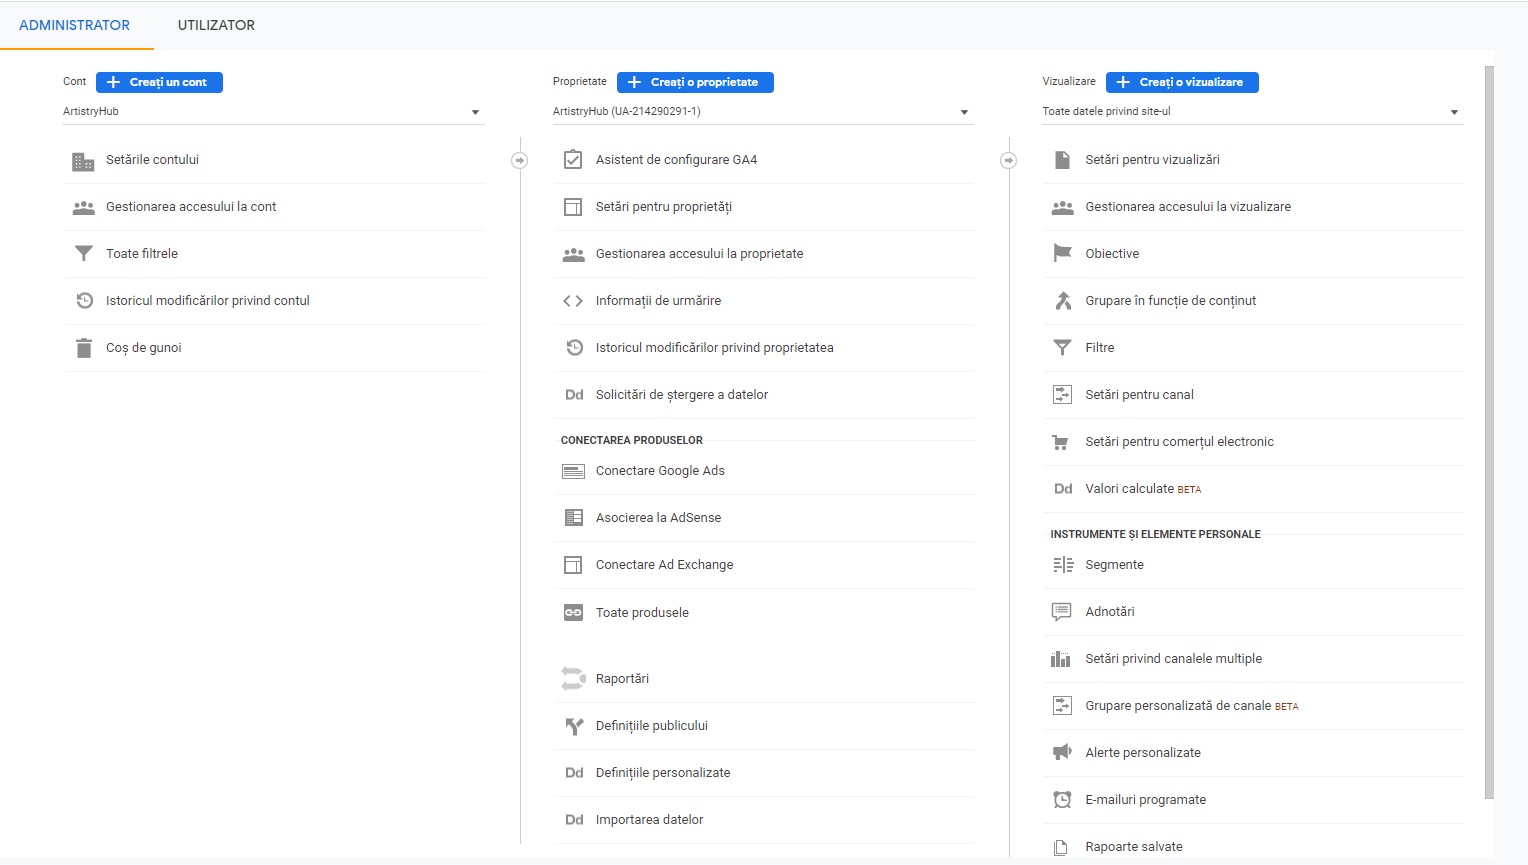 ADMINISTRATOR
UTILIZATOR
Cont
Creați un cont
ArtistryHub
Setările contului
Gestionarea accesului la cont
Toate filtrele
Istoricul modificărilor privind contul
Coș de gunoi
Proprietate
Creați o proprietate
ArtistryHub (UA-214290291-1)
Asistent de configurare GA4
Setări pentru proprietăți
Gestionarea accesului la proprietate
Informații de urmărire
Istoricul modificărilor privind proprietatea
Dd Solicitări de ștergere a datelor
CONECTAREA PRODUSELOR
Conectare Google Ads
Asocierea la AdSense
Conectare Ad Exchange
Toate produsele
Raportări
Definițiile publicului
Dd Definițiile personalizate
Dd Importarea datelor
Vizualizare
Creați o vizualizare
Toate datele privind site-ul
Setări pentru vizualizări
Gestionarea accesului la vizualizare
Obiective
Grupare în funcție de conținut
Filtre
Setări pentru canal
Setări pentru comerțul electronic
Dd Valori calculate BETA
INSTRUMENTE ȘI ELEMENTE PERSONALE
Segmente
Adnotări
Setări privind canalele multiple
Grupare personalizată de canale BETA
Alerte personalizate
E-mailuri programate
Rapoarte salvate